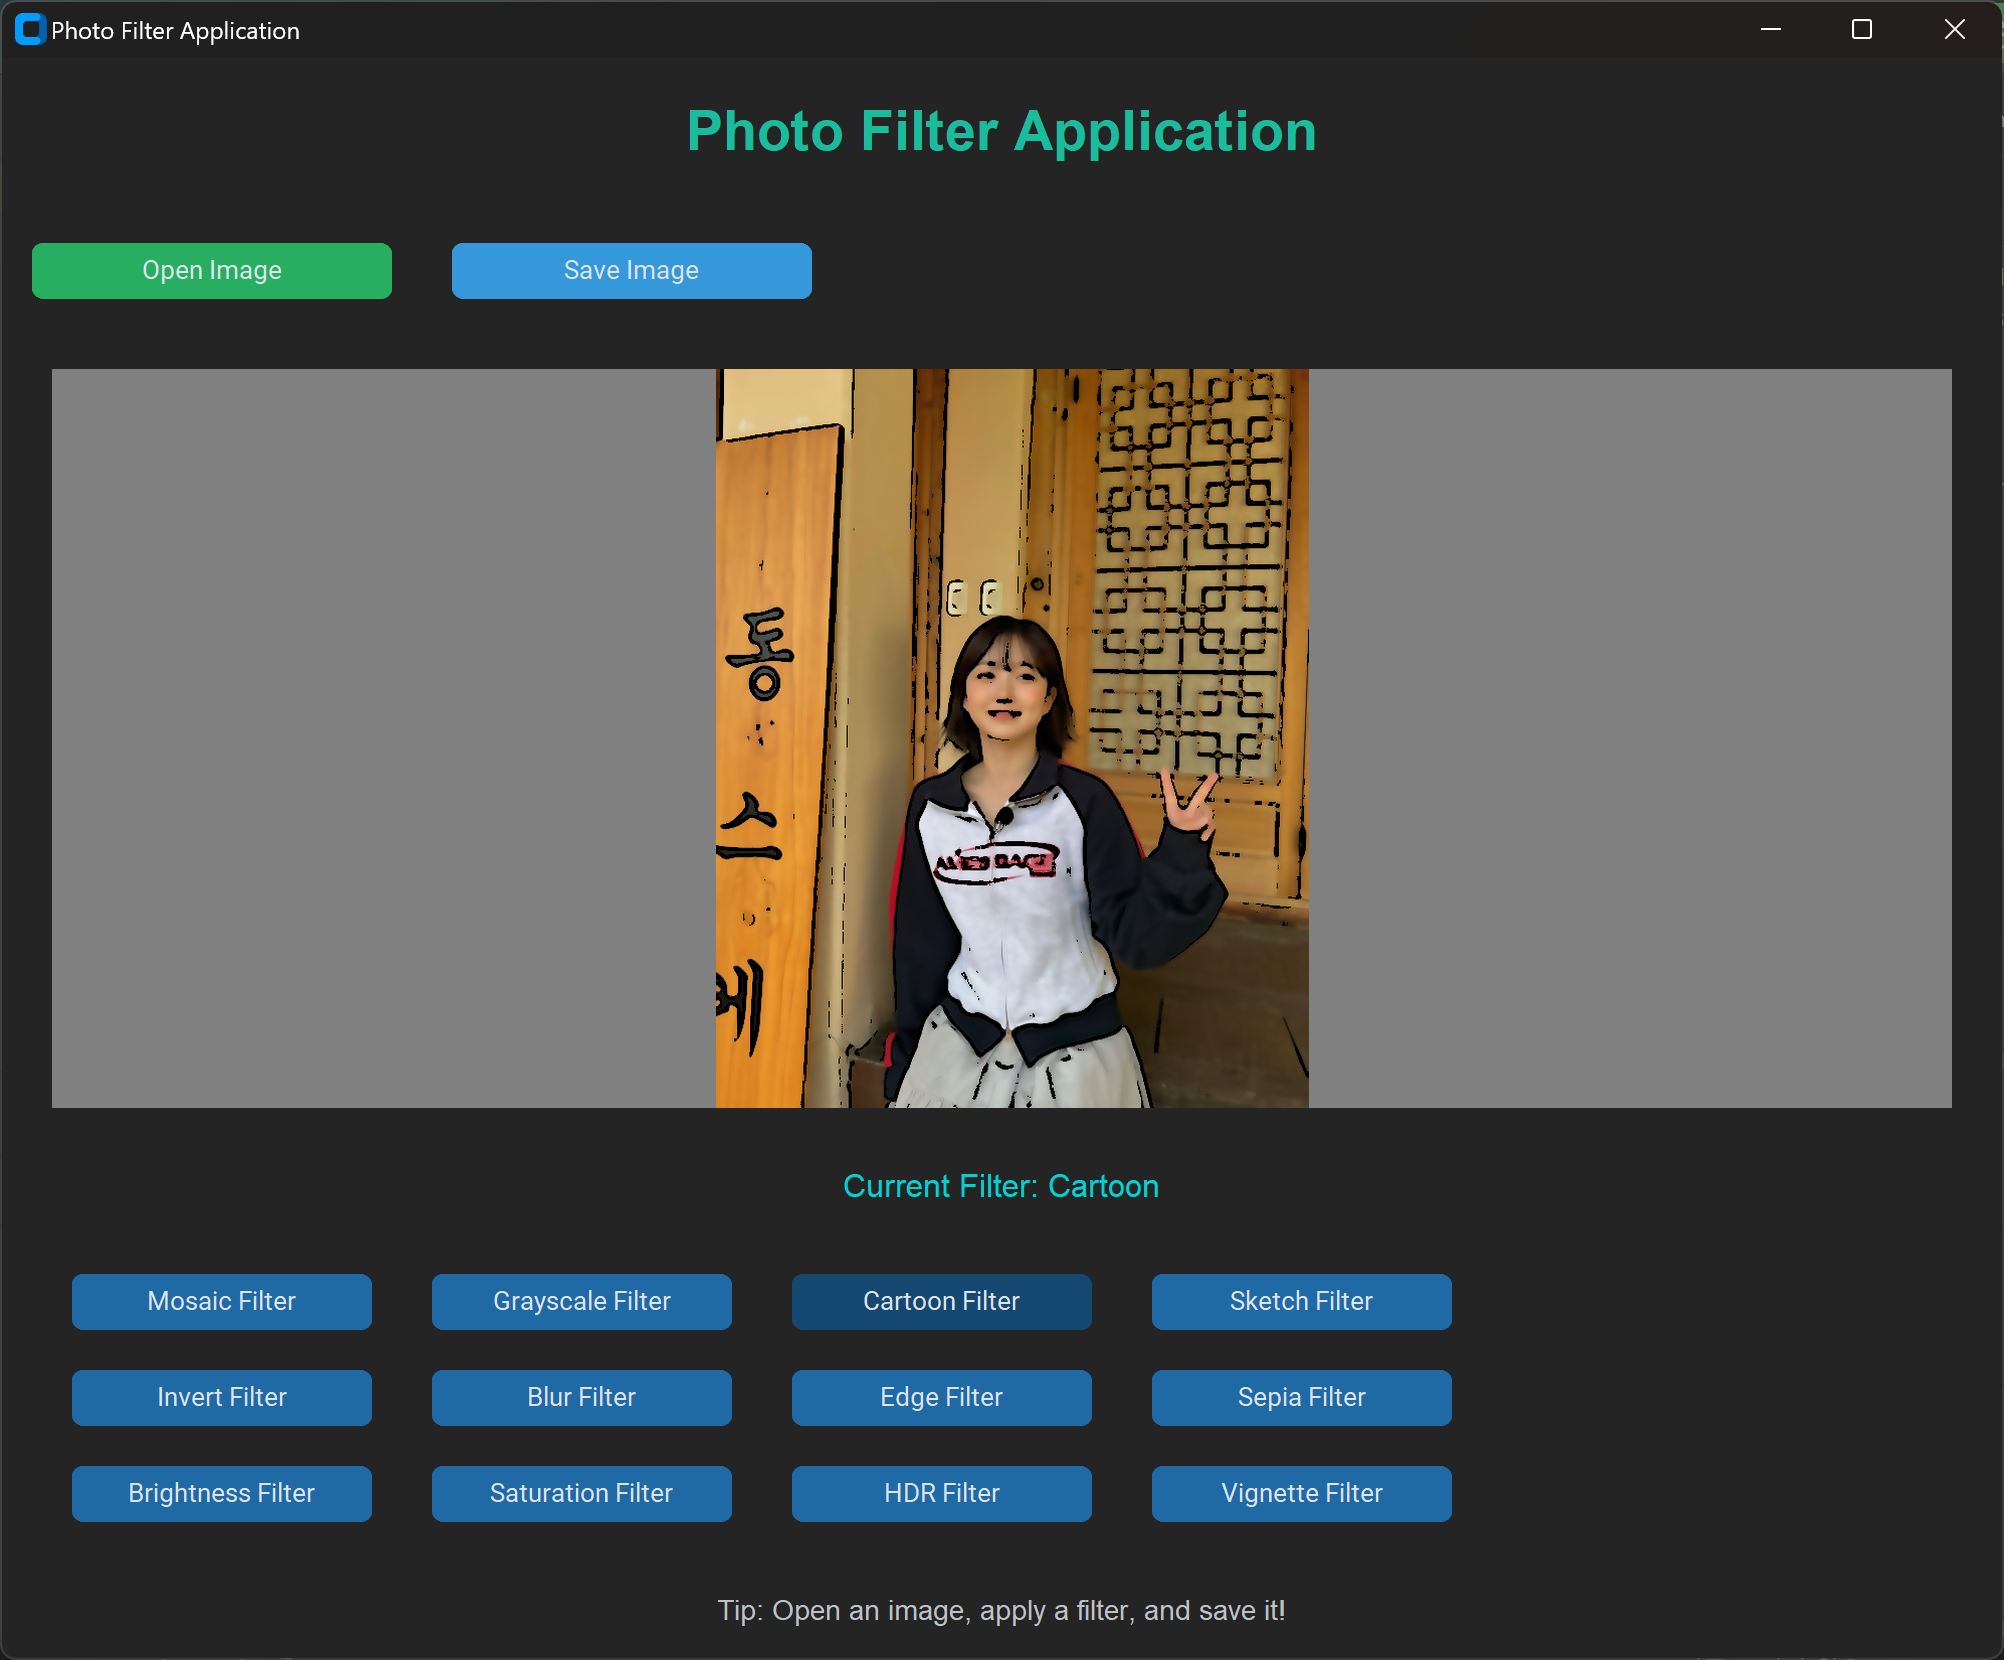 Photo Filter Application
Photo Filter Application
Open Image Save Image
동
스
Current Filter: Cartoon
Mosaic Filter Grayscale Filter Cartoon Filter Sketch Filter
Invert Filter Blur Filter Edge Filter Sepia Filter
Brightness Filter Saturation Filter HDR Filter Vignette Filter
Tip: Open an image, apply a filter, and save it!